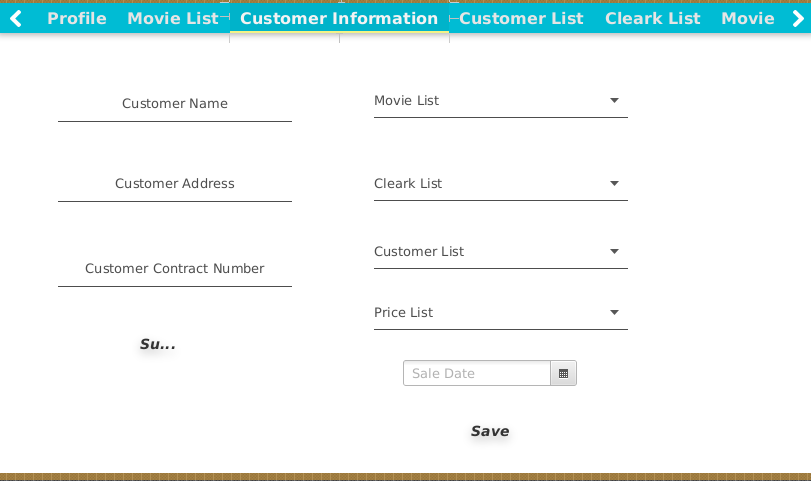 Profile Movie List Customer Information Customer List Cleark List Movie
Customer Name
Movie List
Customer Address
Cleark List
Customer Contract Number
Customer List
Price List
Su...
Sale Date
Save